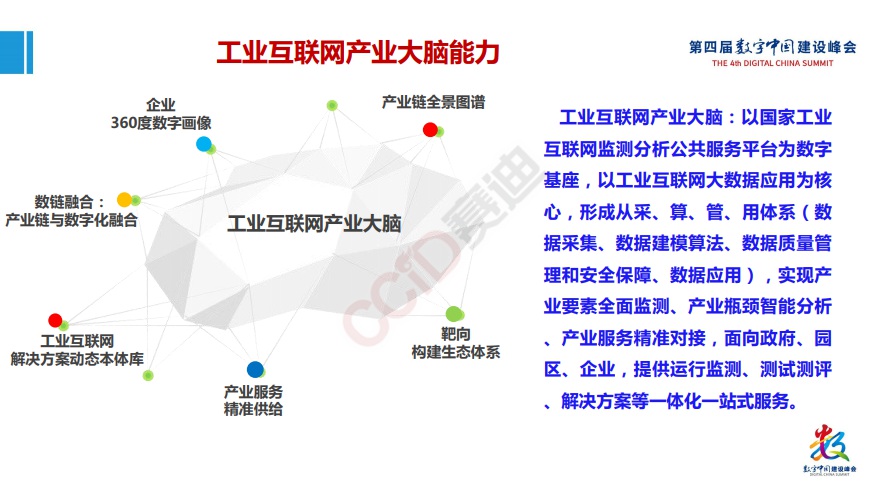 工业互联网产业大脑能力
第四届数字中国建设峰会
THE 4th DIGITAL CHINA SUMMIT
企业
360度数字画像
产业链全景图谱
数链融合：
产业链与数字化融合
工业互联网产业大脑
工业互联网
解决方案动态本体库
产业服务
精准供给
靶向
构建生态体系
CCID赛迪
工业互联网产业大脑：以国家工业
互联网监测分析公共服务平台为数字
基座，以工业互联网大数据应用为核
心，形成从采、算、管、用体系（数
据采集、数据建模算法、数据质量管
理和安全保障、数据应用），实现产
业要素全面监测、产业瓶颈智能分析
、产业服务精准对接，面向政府、园
区、企业，提供运行监测、测试测评
、解决方案等一体化一站式服务。
数字中国建设峰会
DIGITAL CHINA SUMMIT